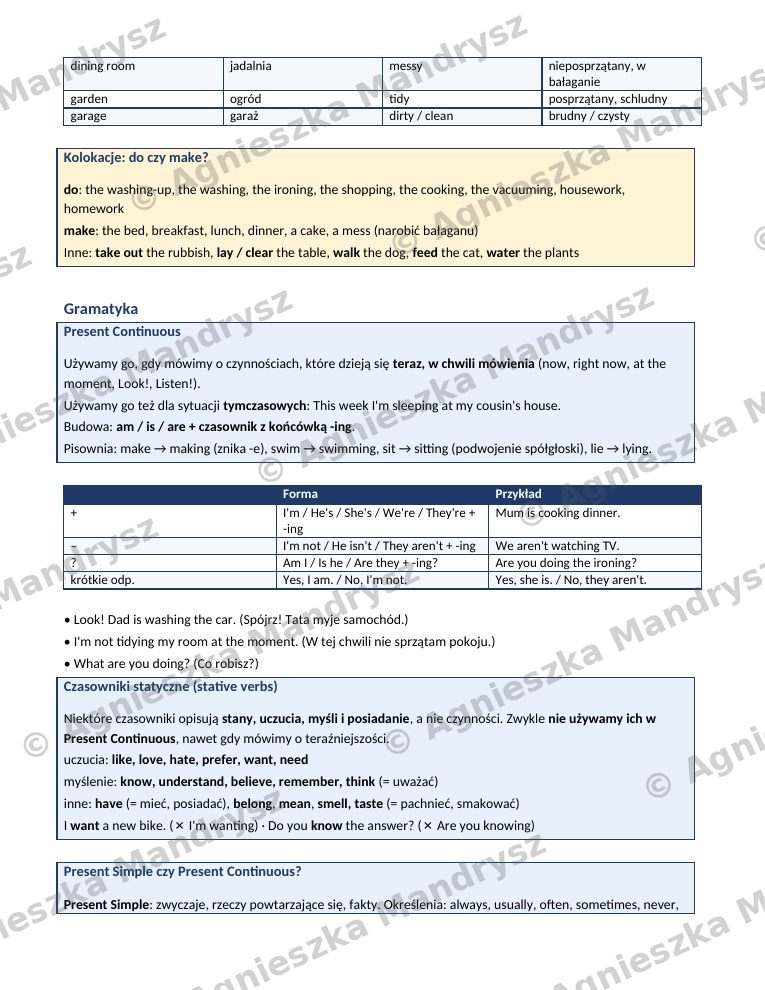 dining room jadalnia messy nieposprzątany, w
bałaganie
garden ogród tidy posprzątany, schludny
garage garaż dirty / clean brudny / czysty
Kolokacje: do czy make?
do: the washing-up, the washing, the ironing, the shopping, the cooking, the vacuuming, housework,
homework
make: the bed, breakfast, lunch, dinner, a cake, a mess (narobić bałaganu)
Inne: take out the rubbish, lay / clear the table, walk the dog, feed the cat, water the plants
Gramatyka
Present Continuous
Używamy go, gdy mówimy o czynnościach, które dzieją się teraz, w chwili mówienia (now, right now, at the
moment, Look!, Listen!).
Używamy go też dla sytuacji tymczasowych: This week I'm sleeping at my cousin's house.
Budowa: am / is / are + czasownik z końcówką -ing.
Pisownia: make → making (znika -e), swim → swimming, sit → sitting (podwojenie spółgłoski), lie → lying.
Forma Przykład
+ I'm / He's / She's / We're / They're + Mum is cooking dinner.
-ing
– I'm not / He isn't / They aren't + -ing We aren't watching TV.
? Am I / Is he / Are they + -ing? Are you doing the ironing?
krótkie odp. Yes, I am. / No, I'm not. Yes, she is. / No, they aren't.
• Look! Dad is washing the car. (Spójrz! Tata myje samochód.)
• I'm not tidying my room at the moment. (W tej chwili nie sprzątam pokoju.)
• What are you doing? (Co robisz?)
Czasowniki statyczne (stative verbs)
Niektóre czasowniki opisują stany, uczucia, myśli i posiadanie, a nie czynności. Zwykle nie używamy ich w
Present Continuous, nawet gdy mówimy o teraźniejszości.
uczucia: like, love, hate, prefer, want, need
myślenie: know, understand, believe, remember, think (= uważać)
inne: have (= mieć, posiadać), belong, mean, smell, taste (= pachnieć, smakować)
I want a new bike. (✕ I'm wanting) · Do you know the answer? (✕ Are you knowing)
Present Simple czy Present Continuous?
Present Simple: zwyczaje, rzeczy powtarzające się, fakty. Określenia: always, usually, often, sometimes, never,
© Agnieszka Mandrysz